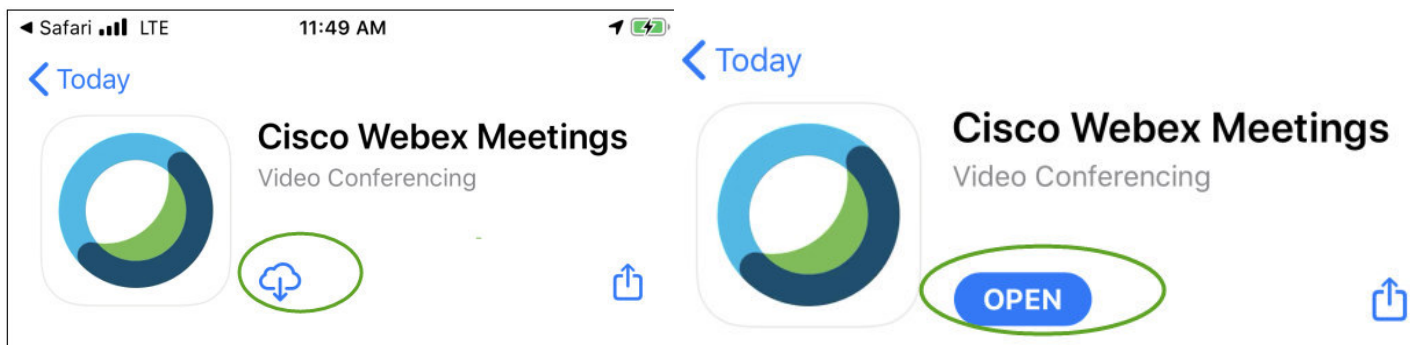 Safari LTE 11:49 AM
Today
Cisco Webex Meetings
Video Conferencing
Today
Cisco Webex Meetings
Video Conferencing
OPEN